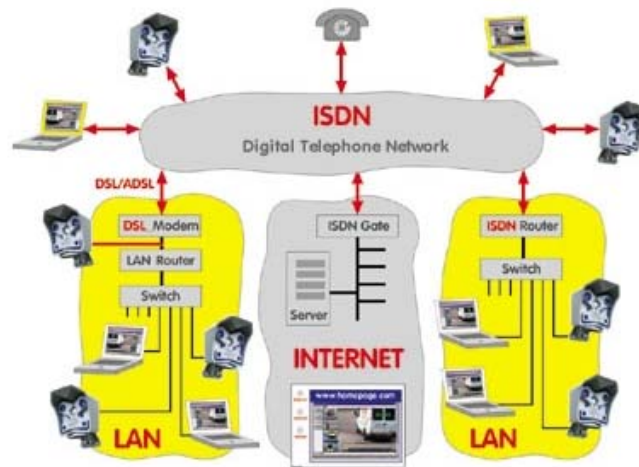 ISDN
Digital Telephone Network
DSL/ADSL
DSL Modem
LAN Router
Switch
LAN
ISDN Gate
Server
INTERNET
www.homepage.com
ISDN Router
Switch
LAN